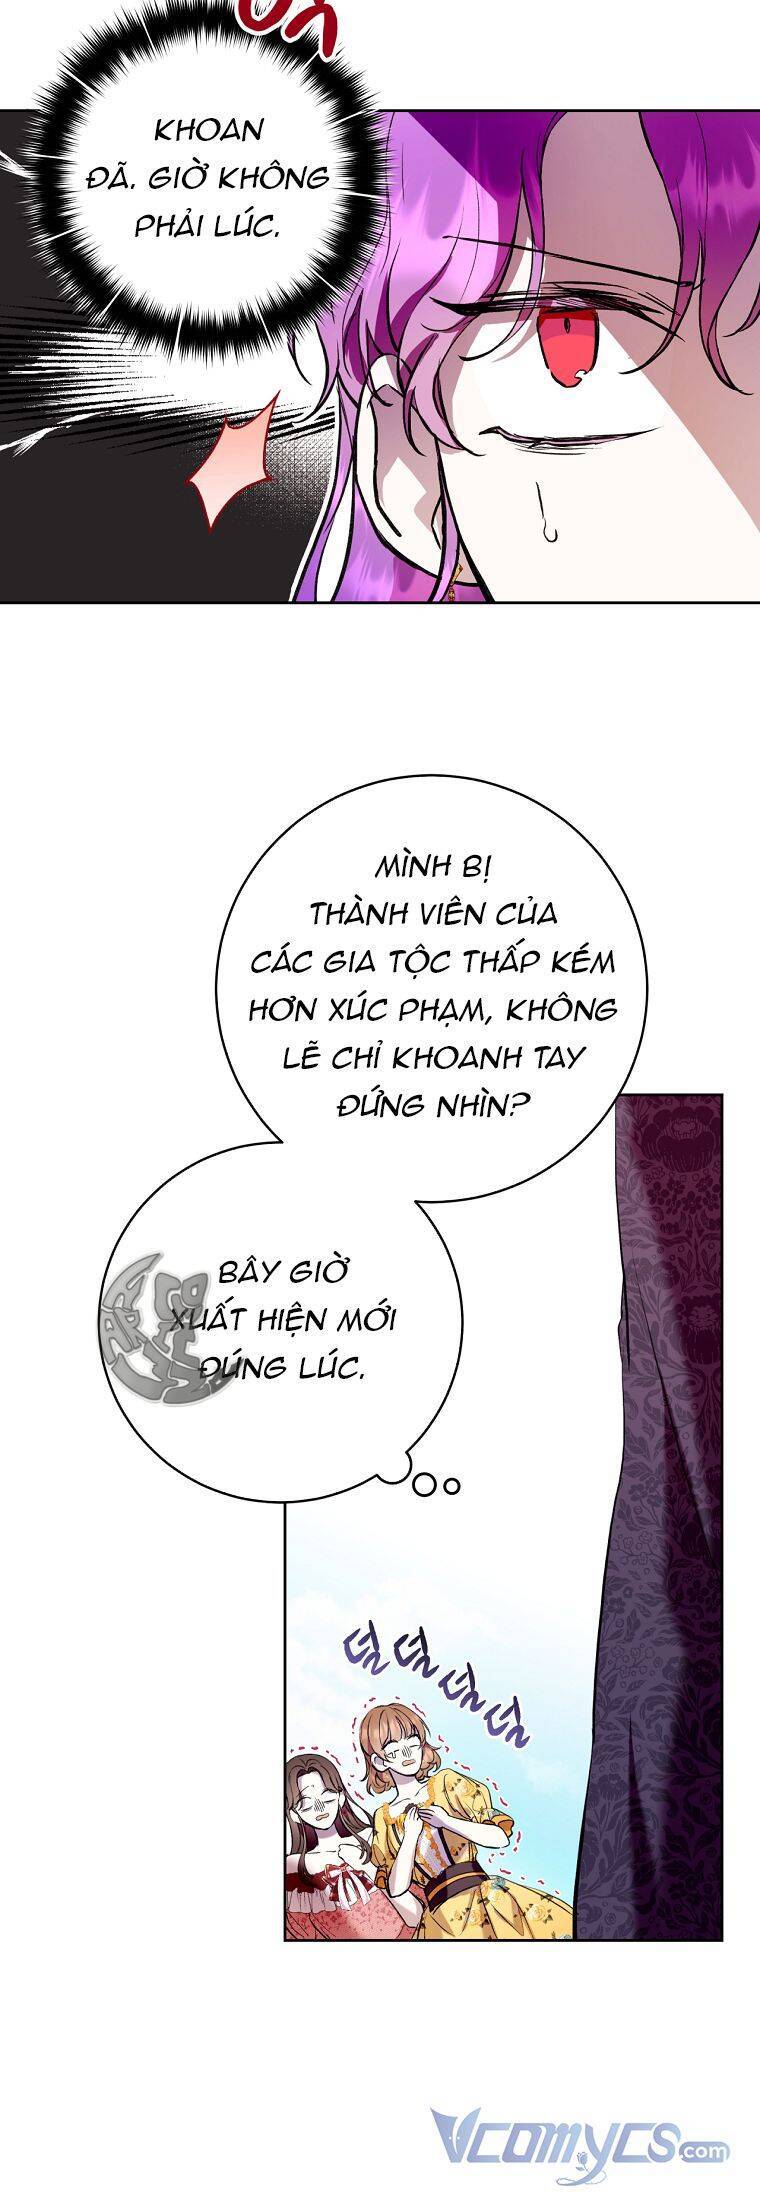 KHOAN
ĐÃ. GIỜ KHÔNG
PHẢI LÚC.
MÌNH BỊ
THÀNH VIÊN CỦA
CÁC GIA TỘC THẤP KÉM
HƠN XÚC PHẠM, KHÔNG
LẼ CHỈ KHOANH TAY
ĐỨNG NHÌN?
BÂY GIỜ
XUẤT HIỆN MỚI
ĐÚNG LÚC.
VCOMYCS.com